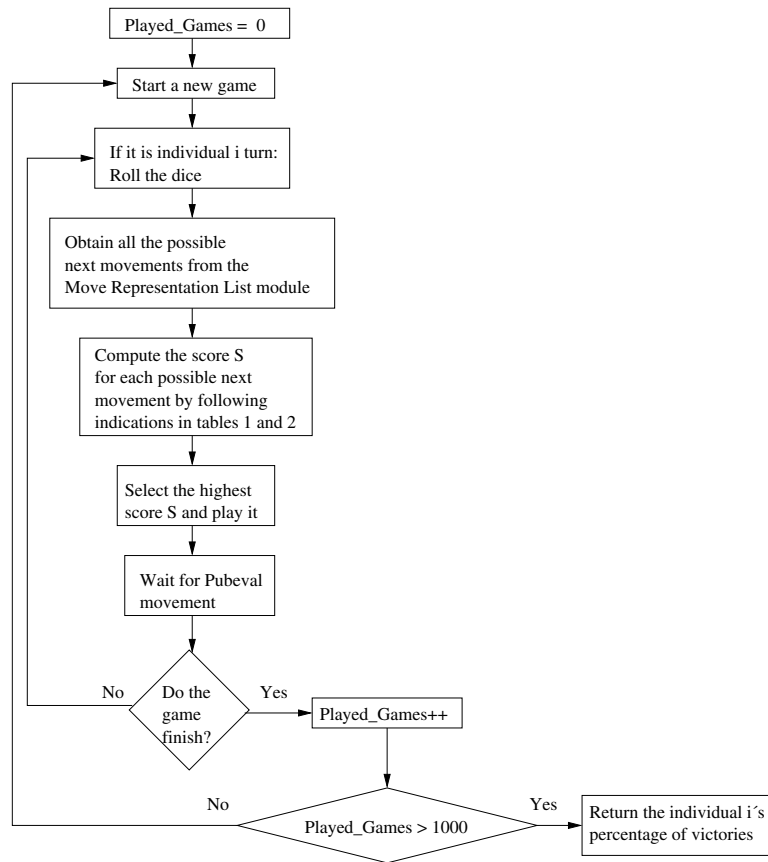 Played_Games = 0
Start a new game
If it is individual i turn:
Roll the dice
Obtain all the possible
next movements from the
Move Representation List module
Compute the score S
for each possible next
movement by following
indications in tables 1 and 2
Select the highest
score S and play it
Wait for Pubeval
movement
No
Do the
game
finish?
Yes
Played_Games++
No
Played_Games > 1000
Yes
Return the individual i´s
percentage of victories